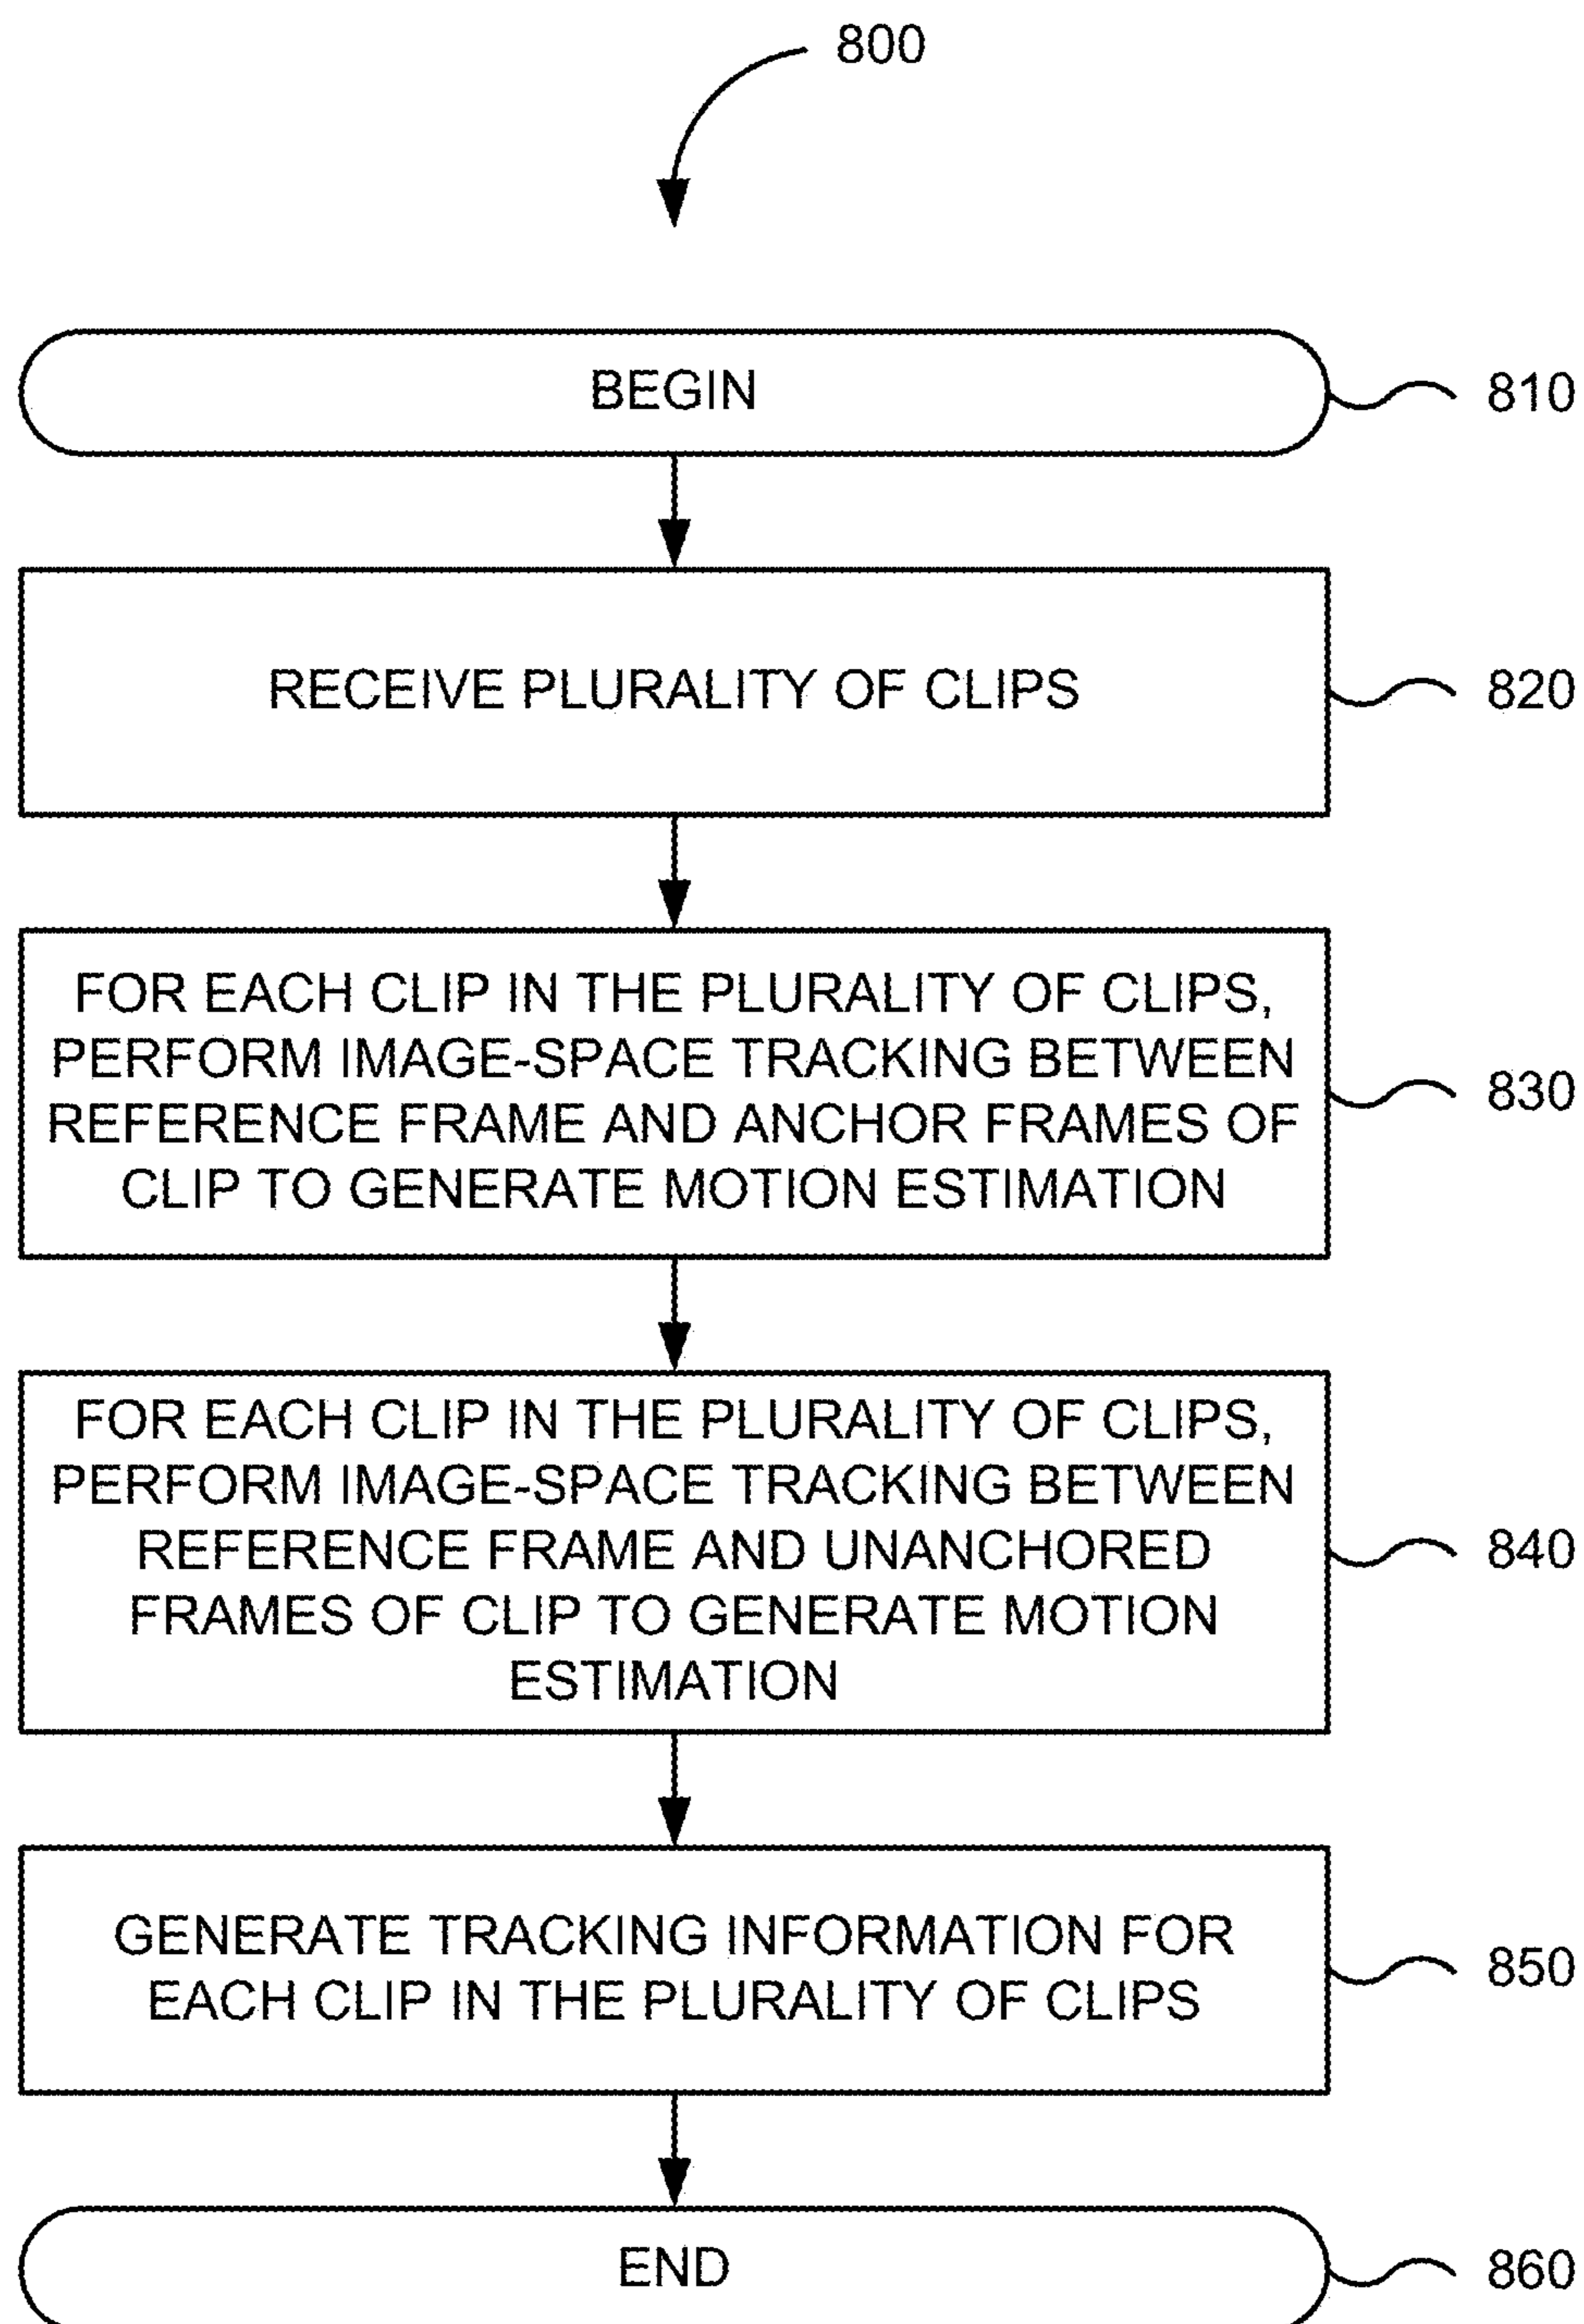 800
BEGIN
810
RECEIVE PLURALITY OF CLIPS
820
FOR EACH CLIP IN THE PLURALITY OF CLIPS,
PERFORM IMAGE-SPACE TRACKING BETWEEN
REFERENCE FRAME AND ANCHOR FRAMES OF
CLIP TO GENERATE MOTION ESTIMATION
830
FOR EACH CLIP IN THE PLURALITY OF CLIPS,
PERFORM IMAGE-SPACE TRACKING BETWEEN
REFERENCE FRAME AND UNANCHORED
FRAMES OF CLIP TO GENERATE MOTION
ESTIMATION
840
GENERATE TRACKING INFORMATION FOR
EACH CLIP IN THE PLURALITY OF CLIPS
850
END
860